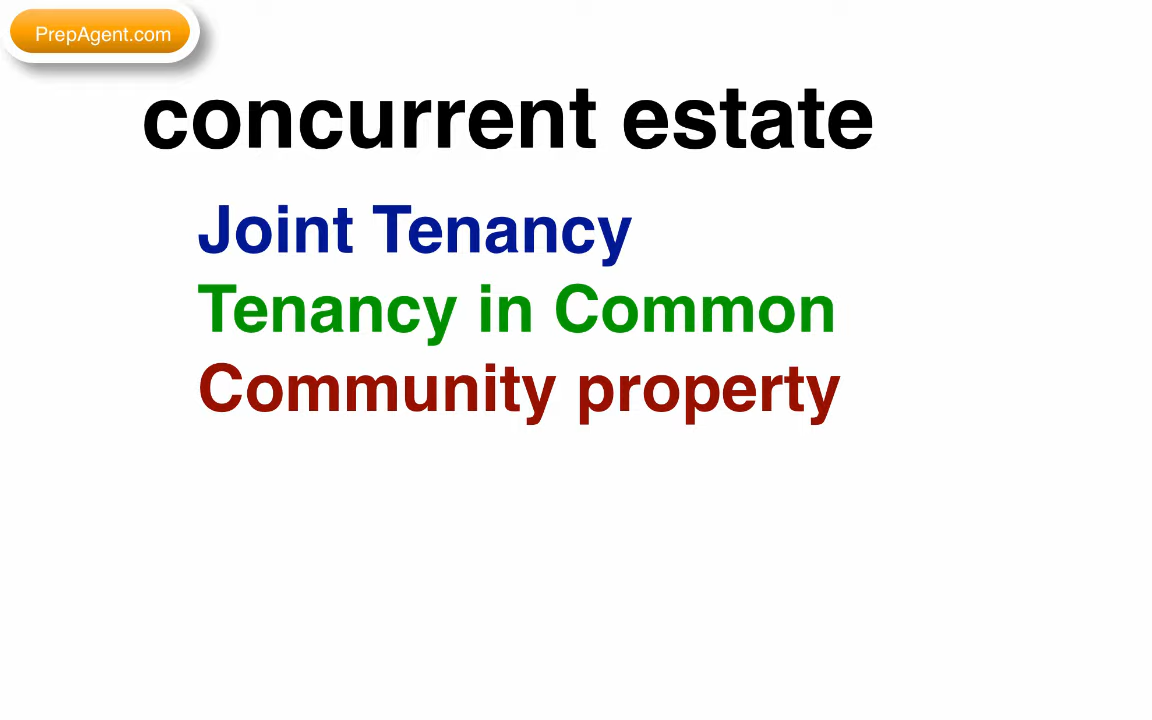 PrepAgent.com
concurrent estate
Joint Tenancy
Tenancy in Common
Community property